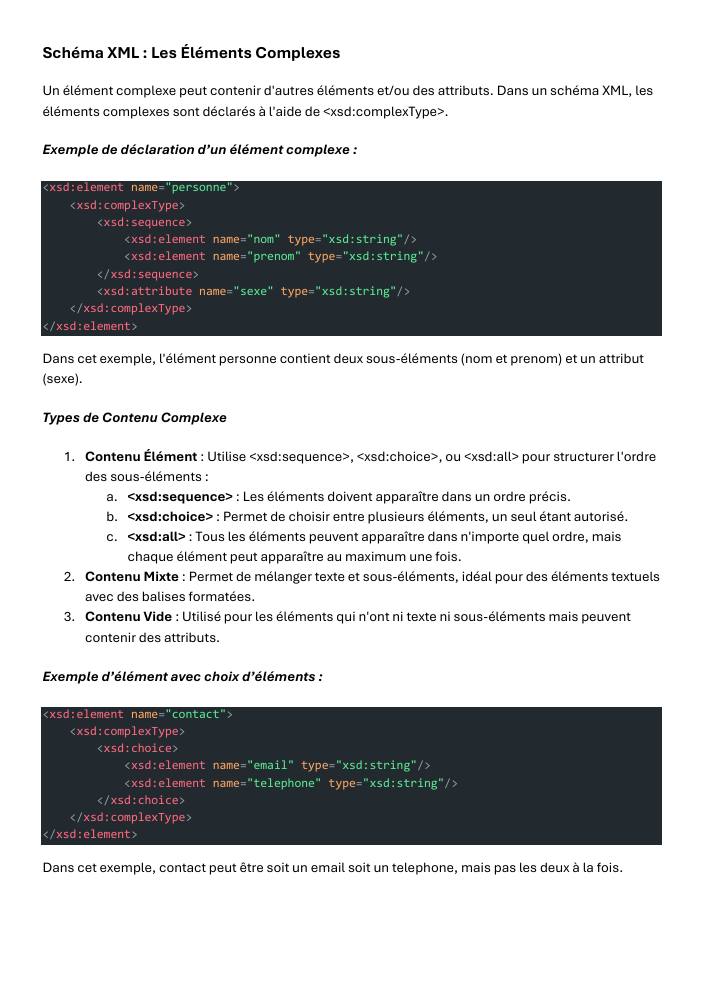 Schéma XML : Les Éléments Complexes
Un élément complexe peut contenir d'autres éléments et/ou des attributs. Dans un schéma XML, les
éléments complexes sont déclarés à l'aide de <xsd:complexType>.
Exemple de déclaration d’un élément complexe :
<xsd:element name="personne">
    <xsd:complexType>
        <xsd:sequence>
            <xsd:element name="nom" type="xsd:string"/>
            <xsd:element name="prenom" type="xsd:string"/>
        </xsd:sequence>
        <xsd:attribute name="sexe" type="xsd:string"/>
    </xsd:complexType>
</xsd:element>
Dans cet exemple, l'élément personne contient deux sous-éléments (nom et prenom) et un attribut
(sexe).
Types de Contenu Complexe
1. Contenu Élément : Utilise <xsd:sequence>, <xsd:choice>, ou <xsd:all> pour structurer l'ordre
des sous-éléments :
a. <xsd:sequence> : Les éléments doivent apparaître dans un ordre précis.
b. <xsd:choice> : Permet de choisir entre plusieurs éléments, un seul étant autorisé.
c. <xsd:all> : Tous les éléments peuvent apparaître dans n'importe quel ordre, mais
chaque élément peut apparaître au maximum une fois.
2. Contenu Mixte : Permet de mélanger texte et sous-éléments, idéal pour des éléments textuels
avec des balises formatées.
3. Contenu Vide : Utilisé pour les éléments qui n'ont ni texte ni sous-éléments mais peuvent
contenir des attributs.
Exemple d’élément avec choix d’éléments :
<xsd:element name="contact">
    <xsd:complexType>
        <xsd:choice>
            <xsd:element name="email" type="xsd:string"/>
            <xsd:element name="telephone" type="xsd:string"/>
        </xsd:choice>
    </xsd:complexType>
</xsd:element>
Dans cet exemple, contact peut être soit un email soit un telephone, mais pas les deux à la fois.